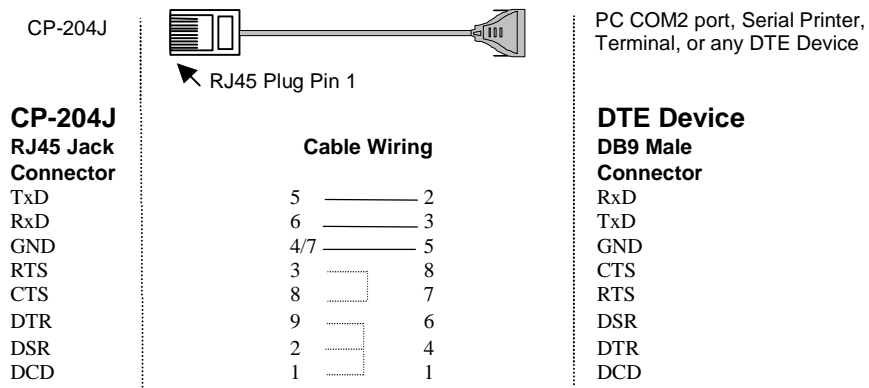 CP-204J
PC COM2 port, Serial Printer,
Terminal, or any DTE Device
RJ45 Plug Pin 1
CP-204J
DTE Device
RJ45 Jack
Cable Wiring
DB9 Male
Connector
Connector
TxD 5 2 RxD
RxD 6 3 TxD
GND 4/7 5 GND
RTS 3 8 CTS
CTS 8 7 RTS
DTR 9 6 DSR
DSR 2 4 DTR
DCD 1 1 DCD